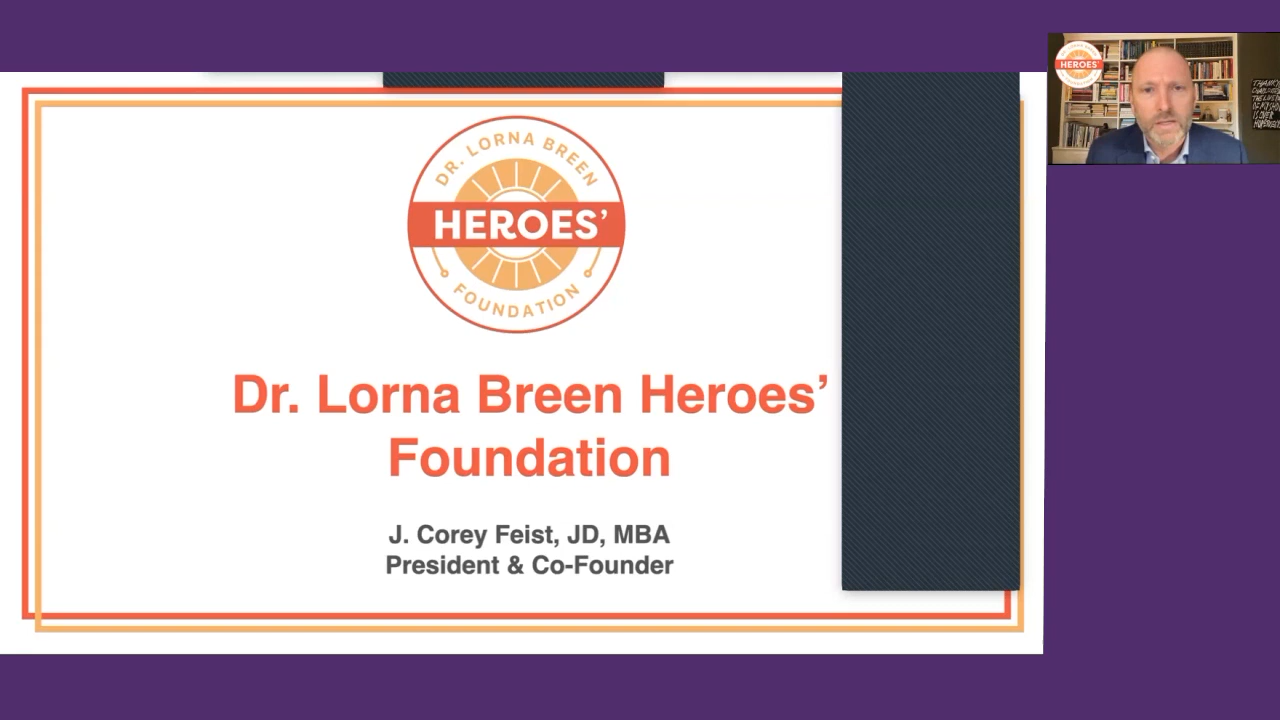 DR. LORNA BREEN
HEROES’
FOUNDATION
Dr. Lorna Breen Heroes’
Foundation
J. Corey Feist, JD, MBA
President & Co-Founder
HEROES’